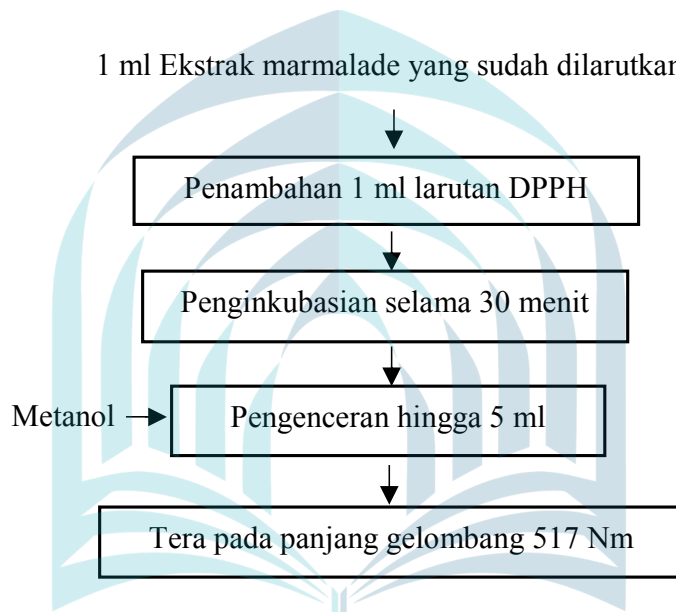 1 ml Ekstrak marmalade yang sudah dilarutkan
Penambahan 1 ml larutan DPPH
Penginkubasian selama 30 menit
Metanol
Pengenceran hingga 5 ml
Tera pada panjang gelombang 517 Nm